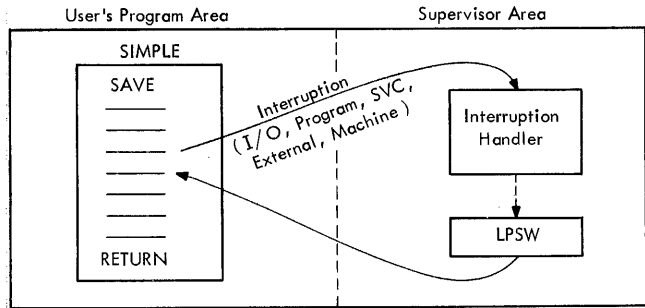 User's Program Area
Supervisor Area
SIMPLE
SAVE
RETURN
Interruption
(I/O, Program, SVC,
External, Machine)
Interruption
Handler
LPSW